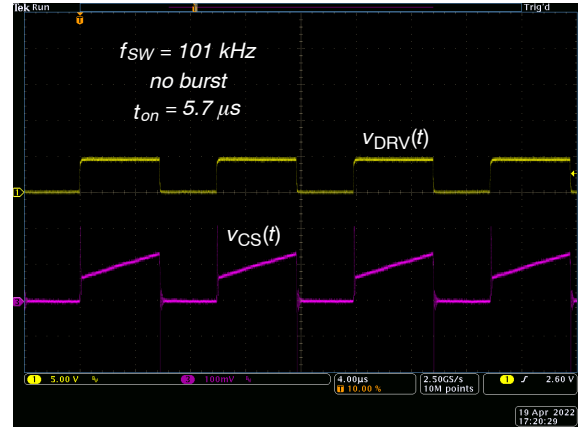 Tek Run Trig'd
T
fSW = 101 kHz
no burst
ton = 5.7 μs
vDRV(t)
1
vCS(t)
3
1 5.00 V 3 100mV 4.00μs 2.50GS/s 1 2.60 V
T 10.00 % 10M points
19 Apr 2022
17:20:29